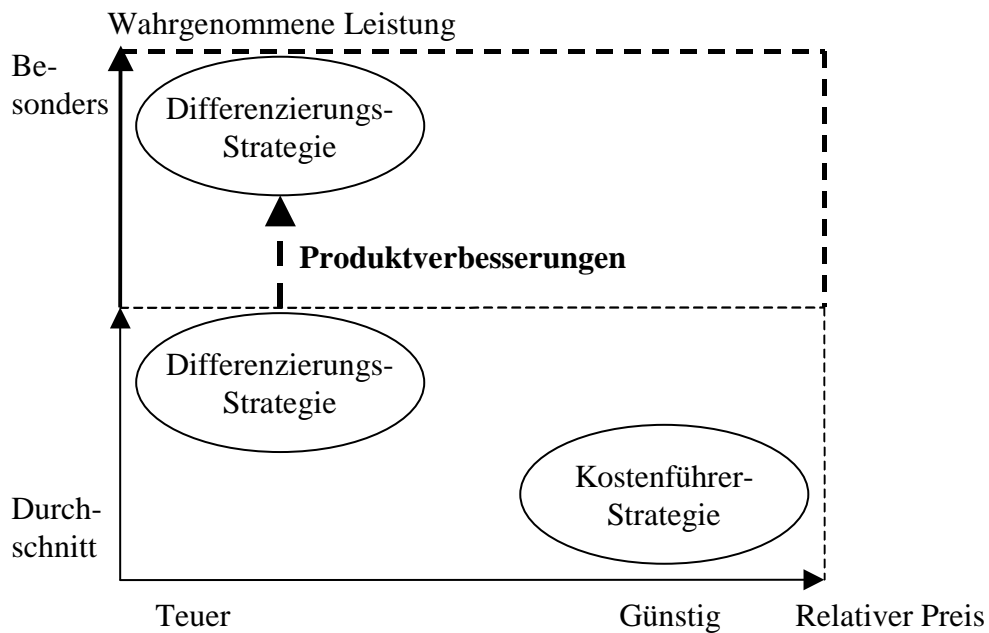 Wahrgenommene Leistung
Be-
sonders
Differenzierungs-
Strategie
Produktverbesserungen
Differenzierungs-
Strategie
Kostenführer-
Strategie
Durch-
schnitt
Teuer
Günstig
Relativer Preis